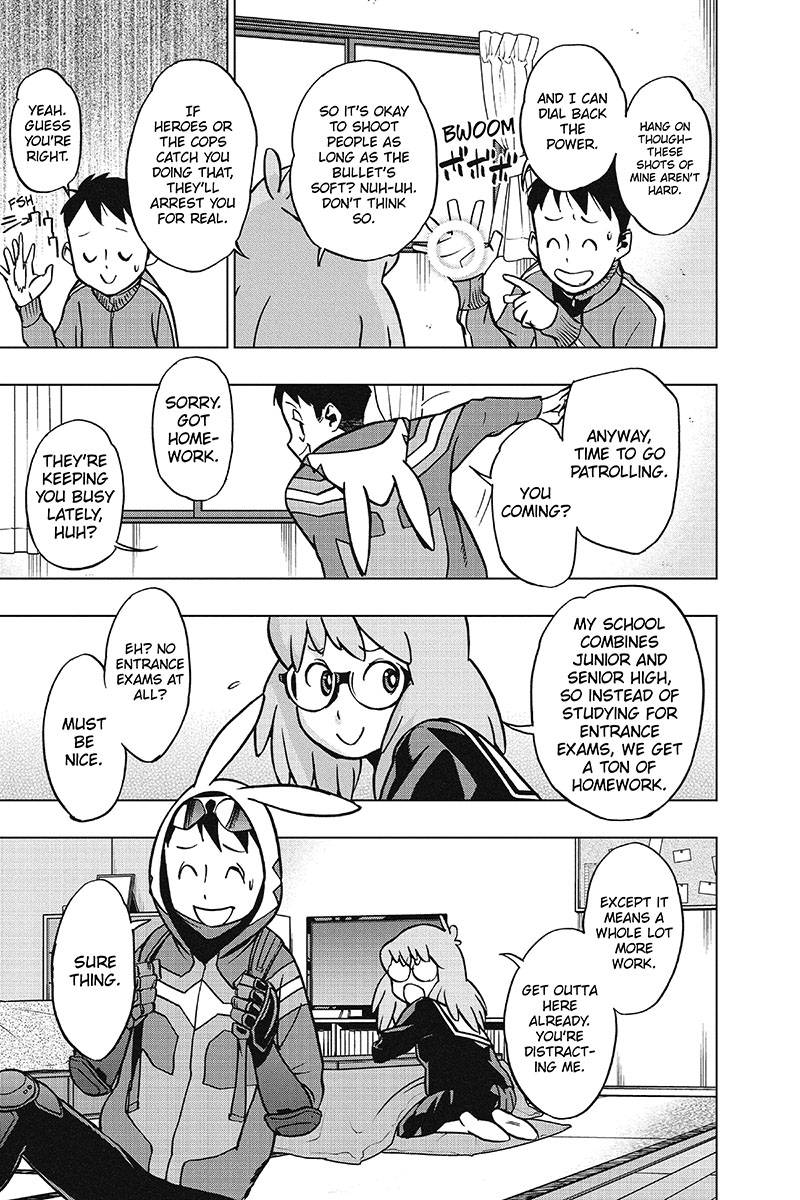 HANG ON
THOUGH—
THESE
SHOTS
OF
MINE AREN'T
HARD.
AND I CAN
DIAL BACK
THE
POWER.
BWOOM
ボボボボ
SO IT'S OKAY
TO SHOOT
PEOPLE AS
LONG AS THE
BULLET'S
SOFT? NUH-UH.
DON'T THINK
SO.
IF
HEROES OR
THE COPS
CATCH YOU
DOING THAT,
THEY'LL
ARREST YOU
FOR REAL.
YEAH.
GUESS
YOU'RE
RIGHT.
FSH
ANYWAY,
TIME TO GO
PATROLLING.
YOU
COMING?
SORRY.
GOT
HOME-
WORK.
THEY'RE
KEEPING
YOU BUSY
LATELY,
HUH?
MY SCHOOL
COMBINES
JUNIOR AND
SENIOR HIGH,
SO INSTEAD OF
STUDYING FOR
ENTRANCE
EXAMS, WE GET
A TON OF
HOMEWORK.
EH? NO
ENTRANCE
EXAMS AT
ALL?
MUST
BE
NICE.
EXCEPT IT
MEANS A
WHOLE LOT
MORE
WORK.
GET OUTTA
HERE
ALREADY.
YOU'RE
DISTRACT-
ING ME.
SURE
THING.